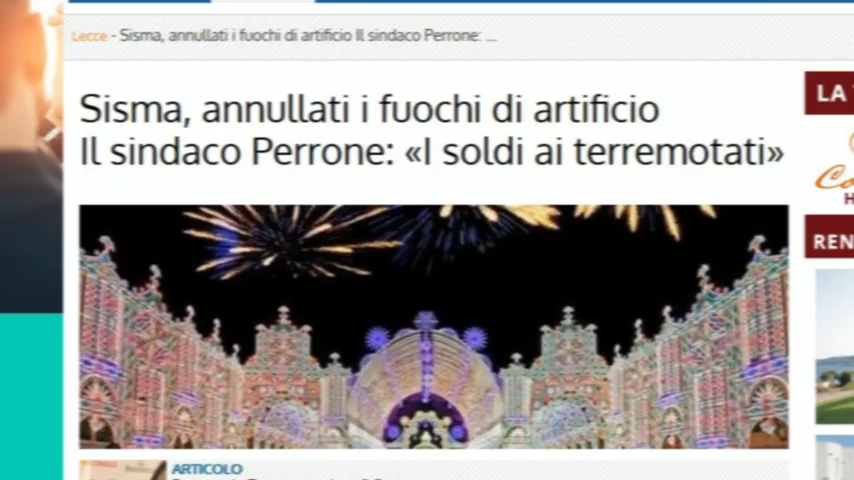 Lecce - Sisma, annullati i fuochi di artificio Il sindaco Perrone: ...
Sisma, annullati i fuochi di artificio
Il sindaco Perrone: «I soldi ai terremotati»
LA
REN
ARTICOLO